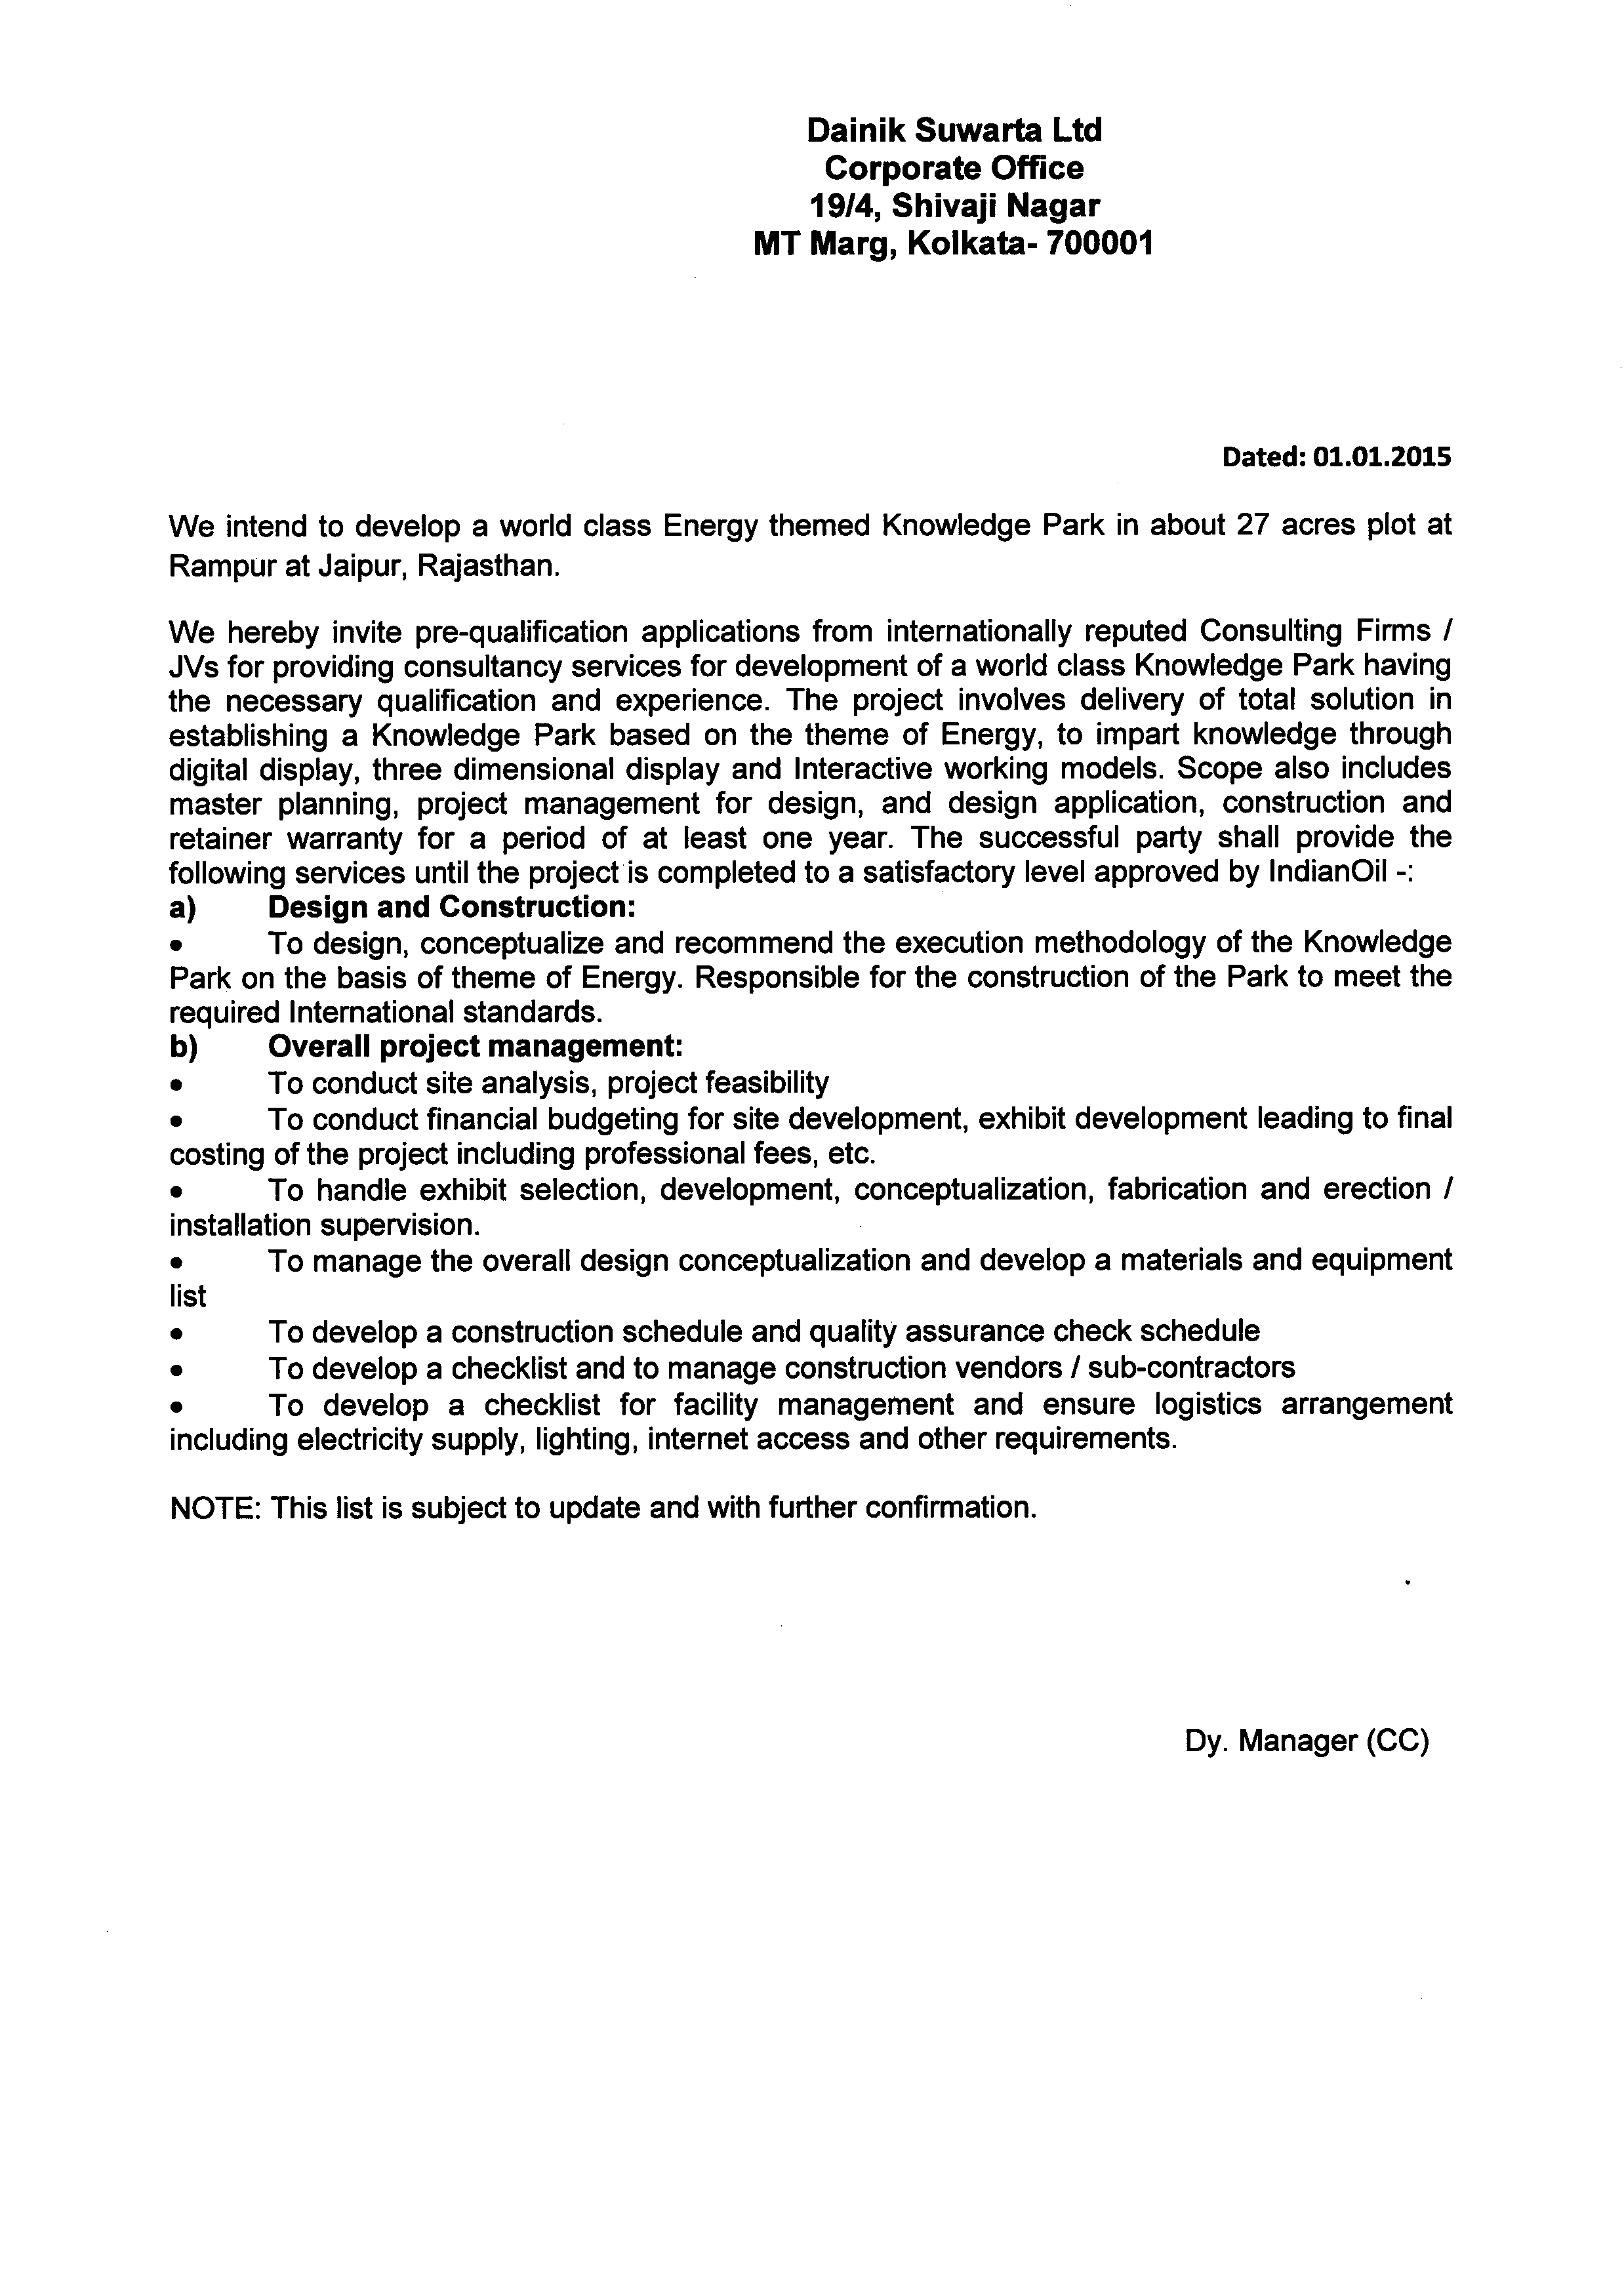 Dainik Suwarta Ltd
Corporate Office
19/4, Shivaji Nagar
MT Marg, Kolkata- 700001
Dated: 01.01.2015
We intend to develop a world class Energy themed Knowledge Park in about 27 acres plot at
Rampur at Jaipur, Rajasthan.
We hereby invite pre-qualification applications from internationally reputed Consulting Firms /
JVs for providing consultancy services for development of a world class Knowledge Park having
the necessary qualification and experience. The project involves delivery of total solution in
establishing a Knowledge Park based on the theme of Energy, to impart knowledge through
digital display, three dimensional display and Interactive working models. Scope also includes
master planning, project management for design, and design application, construction and
retainer warranty for a period of at least one year. The successful party shall provide the
following services until the project is completed to a satisfactory level approved by IndianOil -:
a) Design and Construction:
• To design, conceptualize and recommend the execution methodology of the Knowledge
Park on the basis of theme of Energy. Responsible for the construction of the Park to meet the
required International standards.
b) Overall project management:
• To conduct site analysis, project feasibility
• To conduct financial budgeting for site development, exhibit development leading to final
costing of the project including professional fees, etc.
• To handle exhibit selection, development, conceptualization, fabrication and erection /
installation supervision.
• To manage the overall design conceptualization and develop a materials and equipment
list
• To develop a construction schedule and quality assurance check schedule
• To develop a checklist and to manage construction vendors / sub-contractors
• To develop a checklist for facility management and ensure logistics arrangement
including electricity supply, lighting, internet access and other requirements.
NOTE: This list is subject to update and with further confirmation.
Dy. Manager (CC)